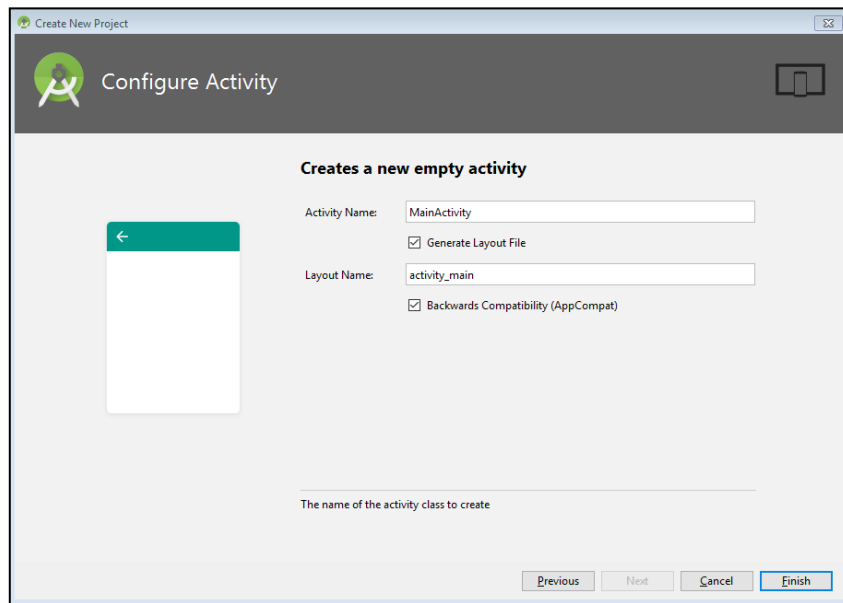 Create New Project
Configure Activity
Creates a new empty activity
Activity Name: MainActivity
Generate Layout File
Layout Name: activity_main
Backwards Compatibility (AppCompat)
The name of the activity class to create
Previous Next Cancel Finish